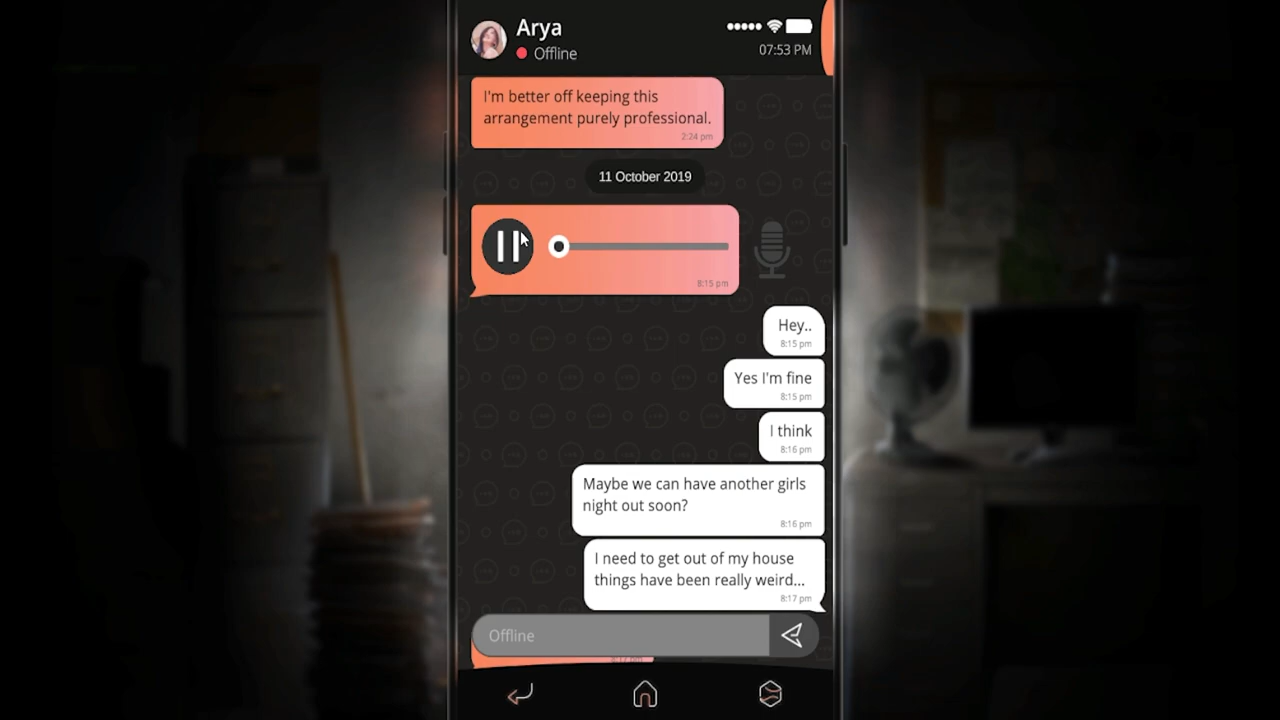 Arya
Offline
07:53 PM
I'm better off keeping this
arrangement purely professional.
2:24 pm
11 October 2019
8:15 pm
Hey..
8:15 pm
Yes I'm fine
8:15 pm
I think
8:16 pm
Maybe we can have another girls
night out soon?
8:16 pm
I need to get out of my house
things have been really weird...
8:17 pm
Offline